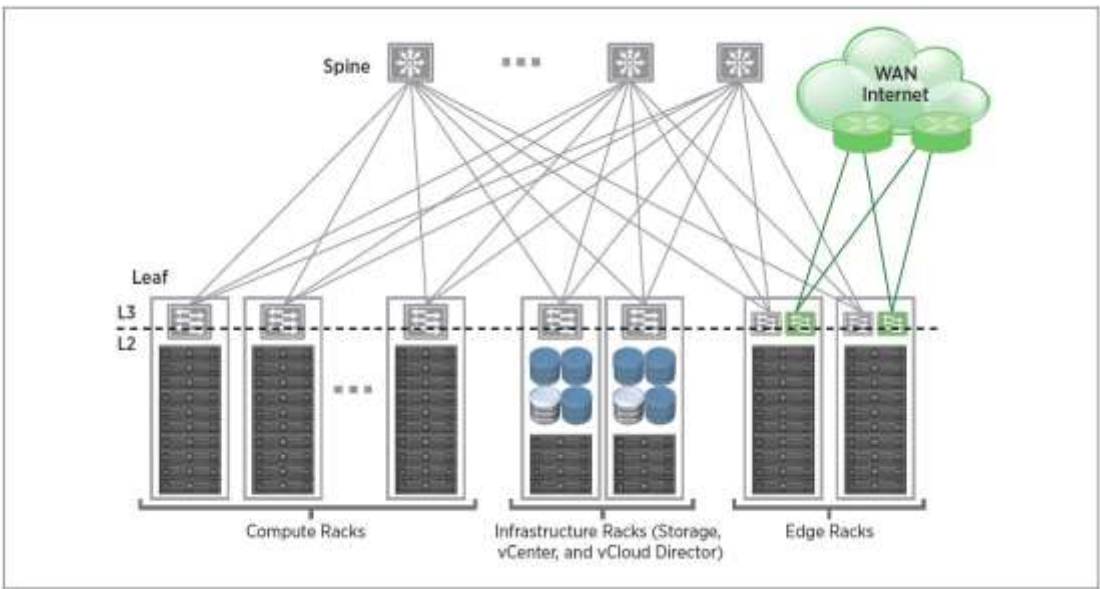 Spine
WAN
Internet
Leaf
L3
L2
Compute Racks
Infrastructure Racks (Storage,
vCenter, and vCloud Director)
Edge Racks